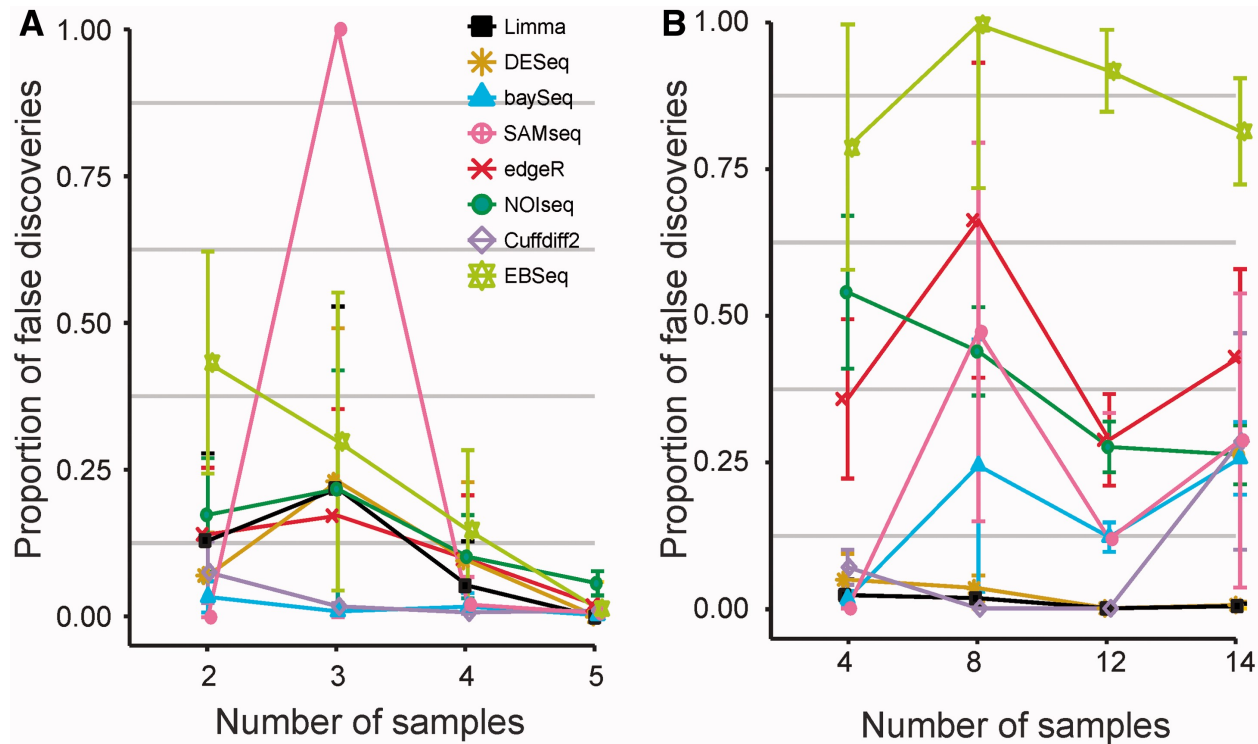 A
Proportion of false discoveries
1.00
0.75
0.50
0.25
0.00
2 3 4 5
Number of samples
Limma
DESeq
baySeq
SAMseq
edgeR
NOIseq
Cuffdiff2
EBSeq
B
Proportion of false discoveries
1.00
0.75
0.50
0.25
0.00
4 8 12 14
Number of samples